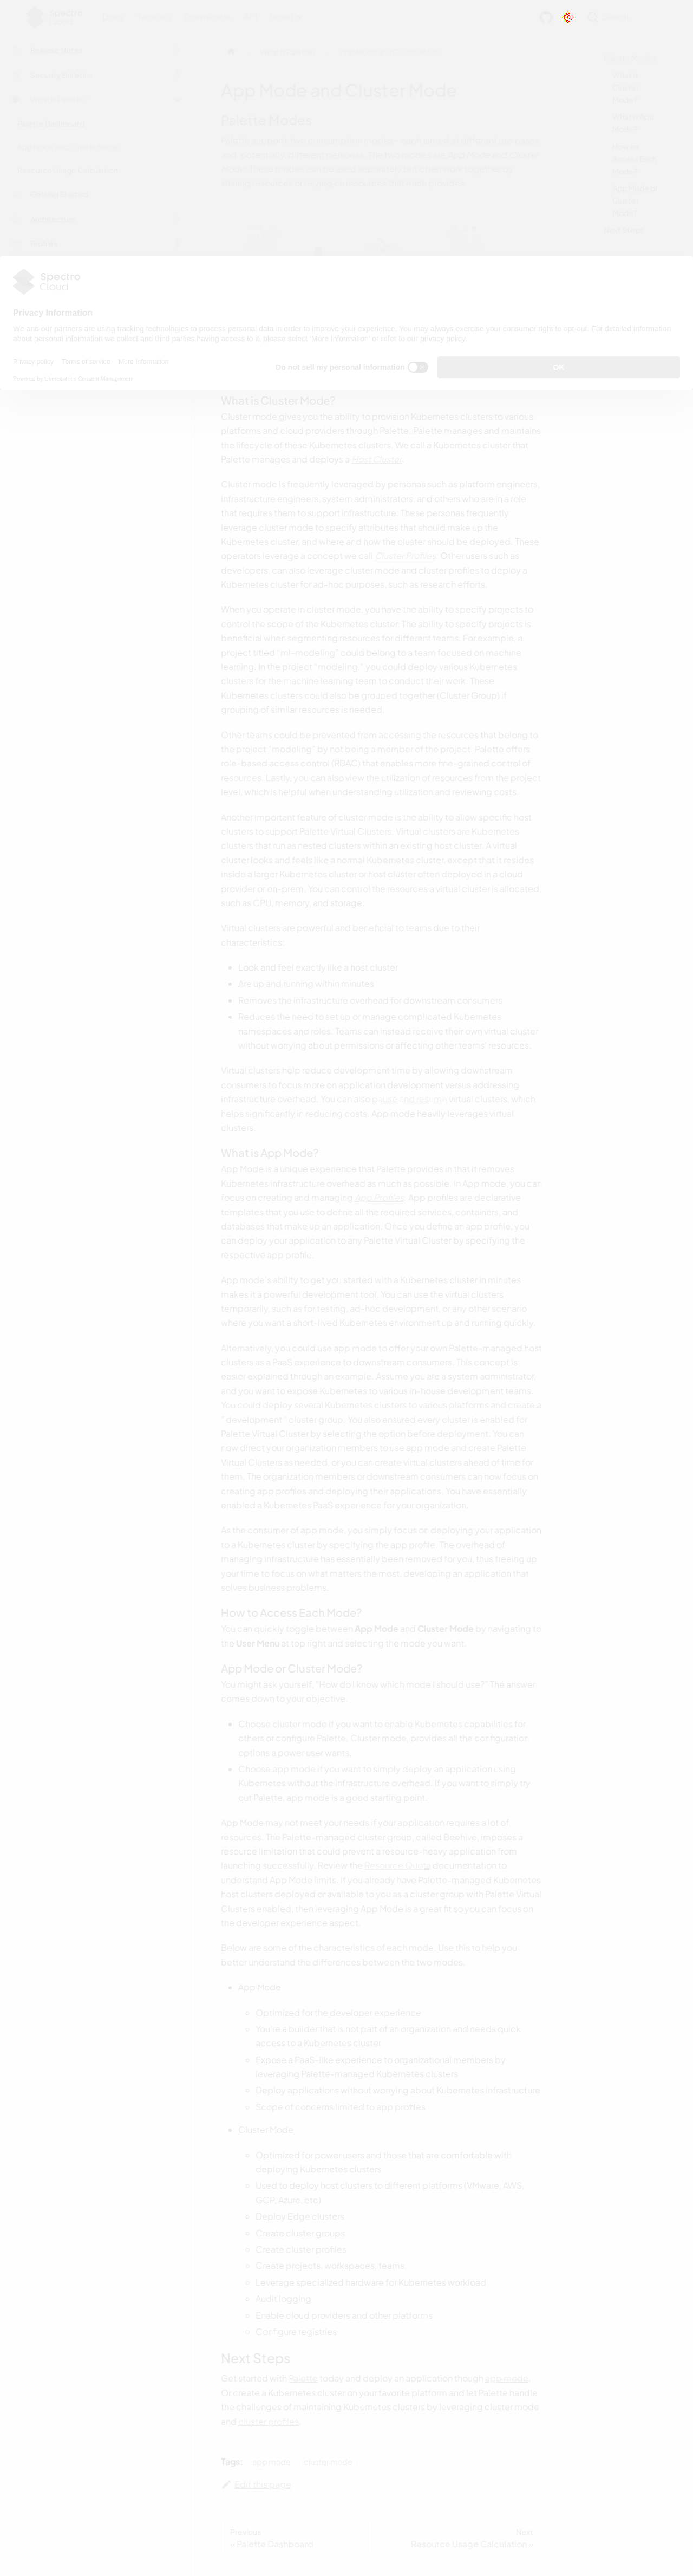 App Mode and Cluster Mode
Palette Modes
Spectro
Cloud
Privacy Information
We and our partners are using tracking technologies to process personal data in order to improve your experience. You may always exercise your consumer right to opt-out. For detailed information
about personal information we collect and third parties having access to it, please select 'More Information' or refer to our privacy policy.
Privacy policy Terms of service More Information
Do not sell my personal information
OK
What is Cluster Mode?
Cluster mode gives you the ability to provision Kubernetes clusters to various
platforms and cloud providers through Palette. Palette manages and maintains
the lifecycle of these Kubernetes clusters. We call a Kubernetes cluster that
Palette manages and deploys a Host Cluster.
Cluster mode is frequently leveraged by personas such as platform engineers,
infrastructure engineers, system administrators, and others who are in a role
that requires them to support infrastructure. These personas frequently
leverage cluster mode to specify attributes that should make up the
Kubernetes cluster, and where and how the cluster should be deployed. These
operators leverage a concept we call Cluster Profiles. Other users such as
developers, can also leverage cluster mode and cluster profiles to deploy a
Kubernetes cluster for ad-hoc purposes, such as research efforts.
When you operate in cluster mode, you have the ability to specify projects to
control the scope of the Kubernetes cluster. The ability to specify projects is
beneficial when segmenting resources for different teams. For example, a
project titled “ml-modeling” could belong to a team focused on machine
learning. In the project “modeling,” you could deploy various Kubernetes
clusters for the machine learning team to conduct their work. These
Kubernetes clusters could also be grouped together (Cluster Group) if
grouping of similar resources is needed.
Other teams could be prevented from accessing the resources that belong to
the project “modeling” by not being a member of the project. Palette offers
role-based access control (RBAC) that enables more fine-grained control of
resources. Lastly, you can also view the utilization of resources from the project
level, which is helpful when understanding utilization and reviewing costs.
Another important feature of cluster mode is the ability to allow specific host
clusters to support Palette Virtual Clusters. Virtual clusters are Kubernetes
clusters that run as nested clusters within an existing host cluster. A virtual
cluster looks and feels like a normal Kubernetes cluster, except that it resides
inside a larger Kubernetes cluster or host cluster often deployed in a cloud
provider or on-prem. You can control the resources a virtual cluster is allocated,
such as CPU, memory, and storage.
Virtual clusters are powerful and beneficial to teams due to their
characteristics:
Look and feel exactly like a host cluster
Are up and running within minutes
Removes the infrastructure overhead for downstream consumers
Reduces the need to set up or manage complicated Kubernetes
namespaces and roles. Teams can instead receive their own virtual cluster
without worrying about permissions or affecting other teams' resources
Virtual clusters help reduce development time by allowing downstream
consumers to focus more on application development versus addressing
infrastructure overhead. You can also pause and resume virtual clusters, which
helps significantly in reducing costs. App mode heavily leverages virtual
clusters.
What is App Mode?
App Mode is a unique experience that Palette provides in that it removes
Kubernetes infrastructure overhead as much as possible. In App mode, you can
focus on creating and managing App Profiles. App profiles are declarative
templates that you use to define all the required services, containers, and
databases that make up an application. Once you define an app profile, you
can deploy your application to any Palette Virtual Cluster by specifying the
respective app profile.
App mode's ability to get you started with a Kubernetes cluster in minutes
makes it a powerful development tool. You can use the virtual clusters
temporally, such as for testing, ad-hoc development, or any other scenario
where you want a short-lived Kubernetes environment up and running quickly.
Alternatively, you could use app mode to offer your own Palette-managed host
clusters as a PaaS experience to downstream consumers. This concept is
easier explained through an example. Assume you are a system administrator,
and you want to expose Kubernetes to various in-house development teams.
You could deploy several Kubernetes clusters to various platforms and create a
" development " cluster group. You also ensured every cluster is enabled for
Palette Virtual Cluster by selecting the option before deployment. You can
now direct your organization members to use app mode and create Palette
Virtual Clusters as needed, or you can create virtual clusters ahead of time for
them. The organization members or downstream consumers can now focus on
creating app profiles and deploying their applications. You have essentially
enabled a Kubernetes PaaS experience for your organization.
As the consumer of app mode, you simply focus on deploying your application
to a Kubernetes cluster by specifying the app profile. The overhead of
managing infrastructure has essentially been removed for you, thus freeing up
your time to focus on what matters the most, developing an application that
solves business problems.
How to Access Each Mode?
You can quickly toggle between App Mode and Cluster Mode by navigating to
the User Menu at top right and selecting the mode you want.
App Mode or Cluster Mode?
You might ask yourself, "How do I know which mode I should use?" The answer
comes down to your objective.
Choose cluster mode if you want to enable Kubernetes capabilities for
others or configure Palette. Cluster mode, provides all the configuration
options a power user wants.
Choose app mode if you want to simply deploy an application using
Kubernetes without the infrastructure overhead. If you want to simply try
out Palette, app mode is a good starting point.
App Mode may not meet your needs if your application requires a lot of
resources. The Palette-managed cluster group, called Beehive, imposes a
resource limitation that could prevent a resource-heavy application from
launching successfully. Review the Resource Quota documentation to
understand App Mode limits. If you already have Palette-managed Kubernetes
host clusters deployed or available to you as a cluster group with Palette Virtual
Clusters enabled, then leveraging App Mode is a great fit so you can focus on
the developer experience aspect.
Below are some of the characteristics of each mode. Use this to help you
better understand the differences between the two modes.
App Mode
Optimized for the developer experience
You're a builder that is not part of an organization and needs quick
access to a Kubernetes cluster
Expose a PaaS-like experience to organizational members by
leveraging Palette-managed Kubernetes clusters
Deploy applications without worrying about Kubernetes infrastructure
Scope of concerns limited to app profiles
Cluster Mode
Optimized for power users and those that are comfortable with
deploying Kubernetes clusters
Used to deploy host clusters to different platforms (VMware, AWS,
GCP, Azure, etc)
Deploy Edge clusters
Create cluster groups
Create cluster profiles
Create projects, workspaces, teams,
Leverage specialized hardware for Kubernetes workload
Audit logging
Enable cloud providers and other platforms
Configure registries
Next Steps
Get started with Palette today and deploy an application though app mode.
Or create a Kubernetes cluster on your favorite platform and let Palette handle
the challenges of maintaining Kubernetes clusters by leveraging cluster mode
and cluster profiles.
Tags: app mode cluster mode
Edit this page
Previous
« Palette Dashboard
Next
Resource Usage Calculation »